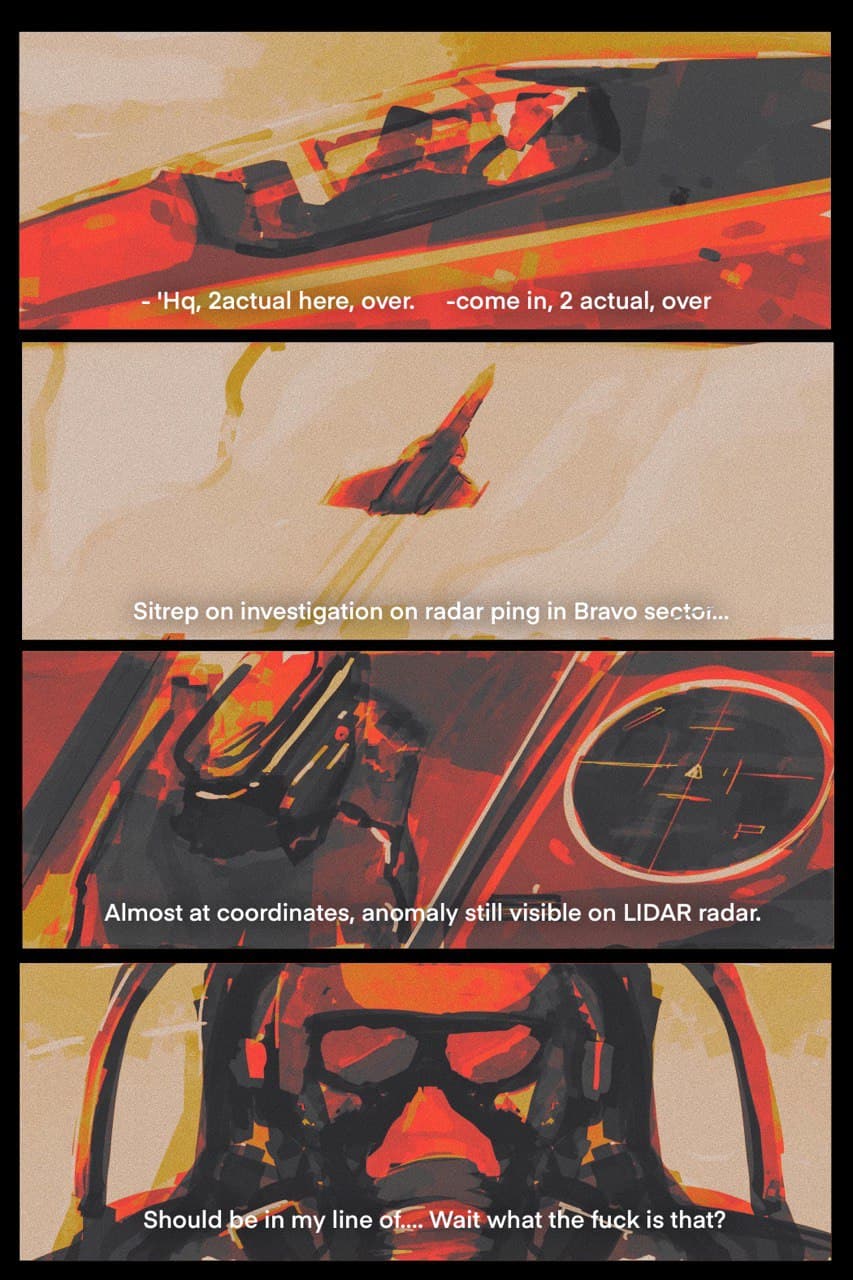 - 'Hq, 2actual here, over. -come in, 2 actual, over
Sitrep on investigation on radar ping in Bravo sector...
Almost at coordinates, anomaly still visible on LIDAR radar.
Should be in my line of.... Wait what the fuck is that?